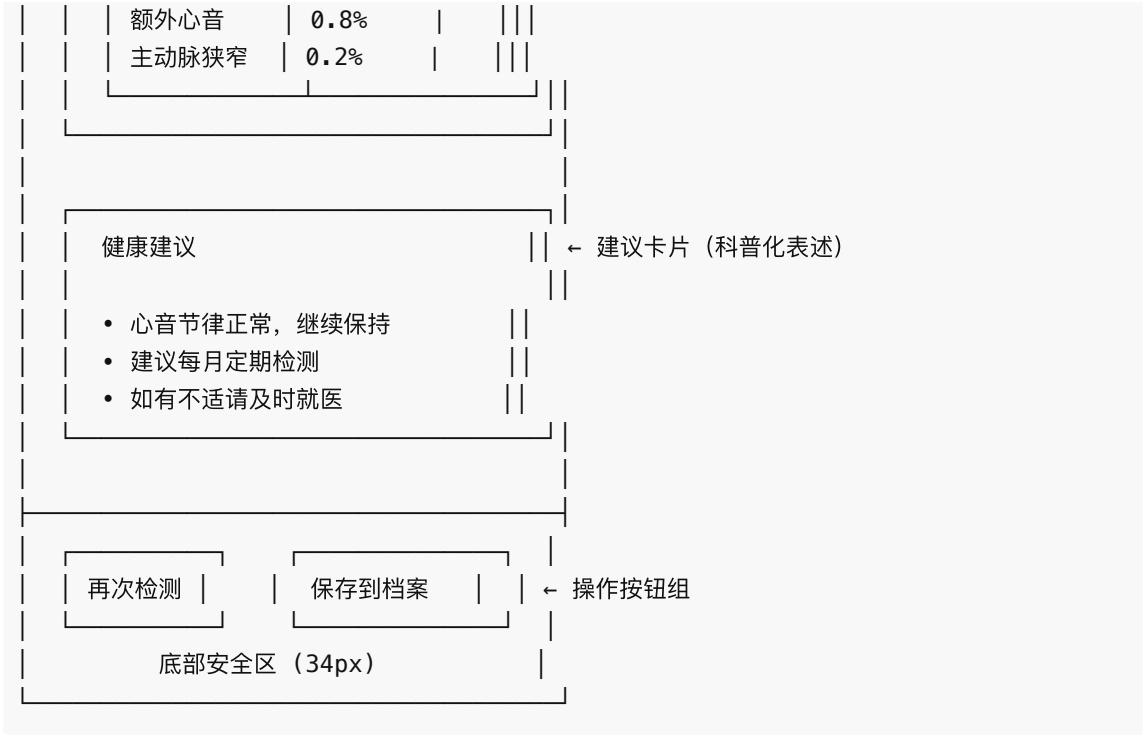 额外心音 0.8%
主动脉狭窄 0.2%
健康建议 ← 建议卡片（科普化表述）
• 心音节律正常，继续保持
• 建议每月定期检测
• 如有不适请及时就医
再次检测 保存到档案 ← 操作按钮组
底部安全区 (34px)